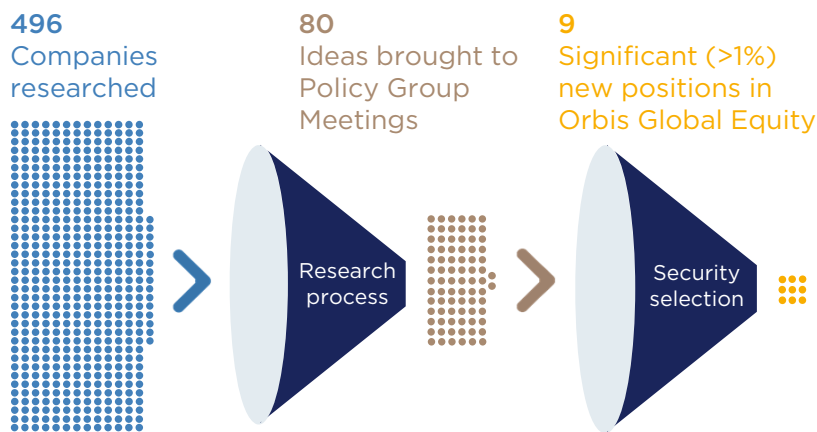 496
Companies
researched
80
Ideas brought to
Policy Group
Meetings
9
Significant (>1%)
new positions in
Orbis Global Equity
Research
process
Security
selection